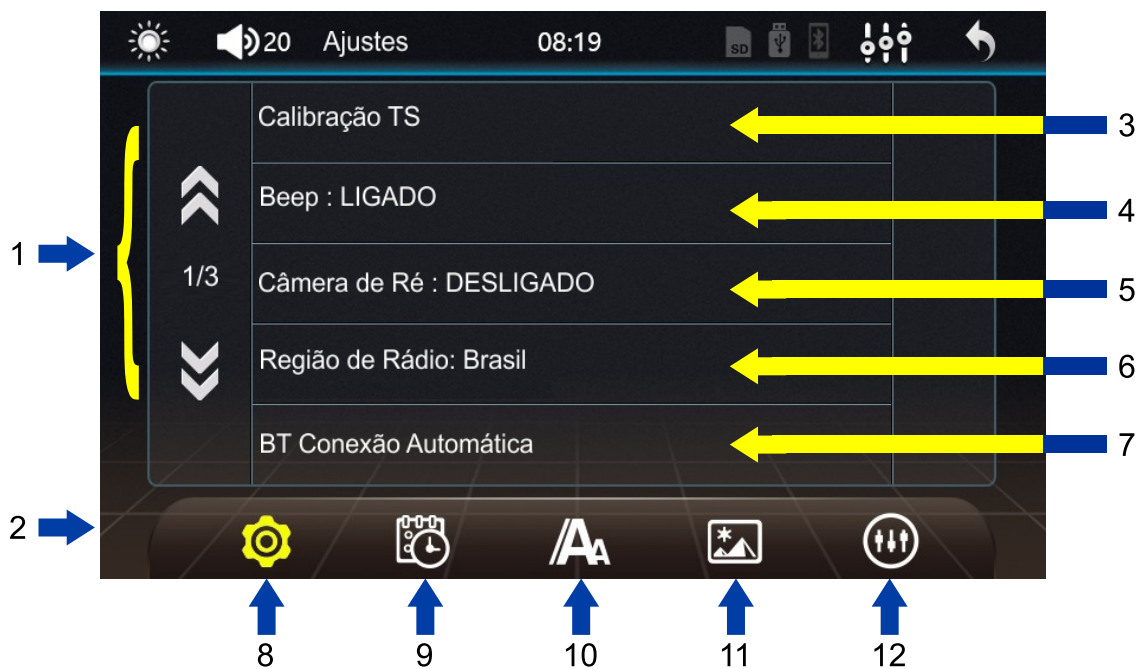 20 Ajustes 08:19 SD
Calibração TS 3
Beep : LIGADO 4
1 1/3 Câmera de Ré : DESLIGADO 5
Região de Rádio: Brasil 6
BT Conexão Automática 7
2
AA
8 9 10 11 12